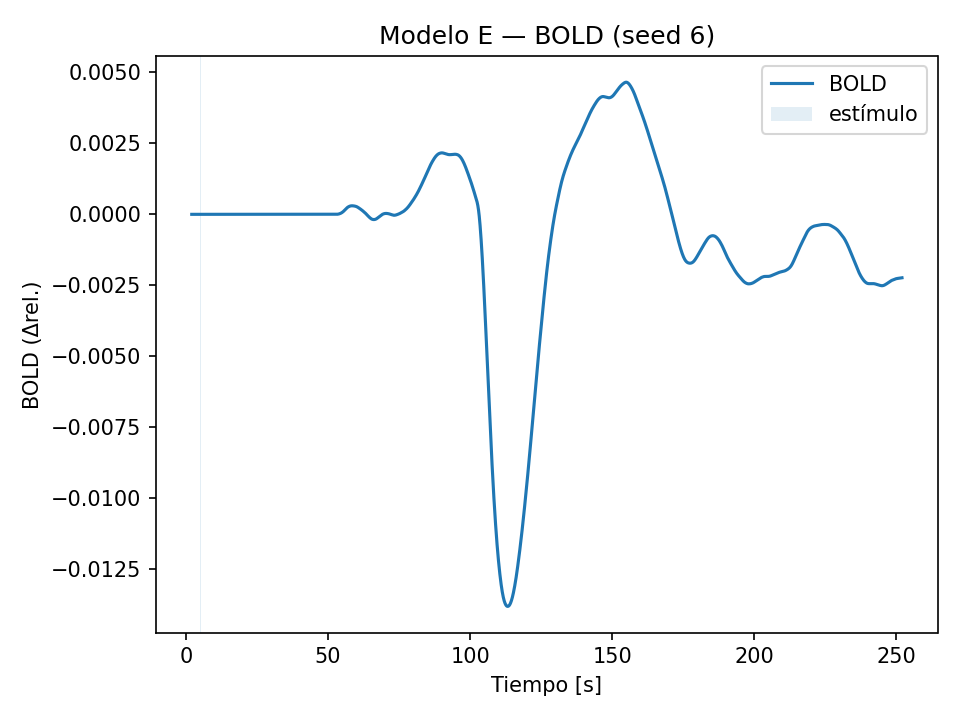 Modelo E — BOLD (seed 6)
BOLD
estímulo
0.0050
0.0025
0.0000
−0.0025
−0.0050
−0.0075
−0.0100
−0.0125
BOLD (Δrel.)
0 50 100 150 200 250
Tiempo [s]